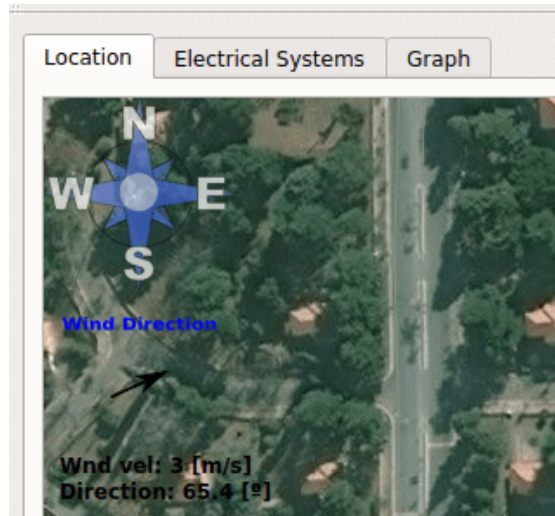 Location Electrical Systems Graph
N
W E
S
Wind Direction
Wnd vel: 3 [m/s]
Direction: 65.4 [º]